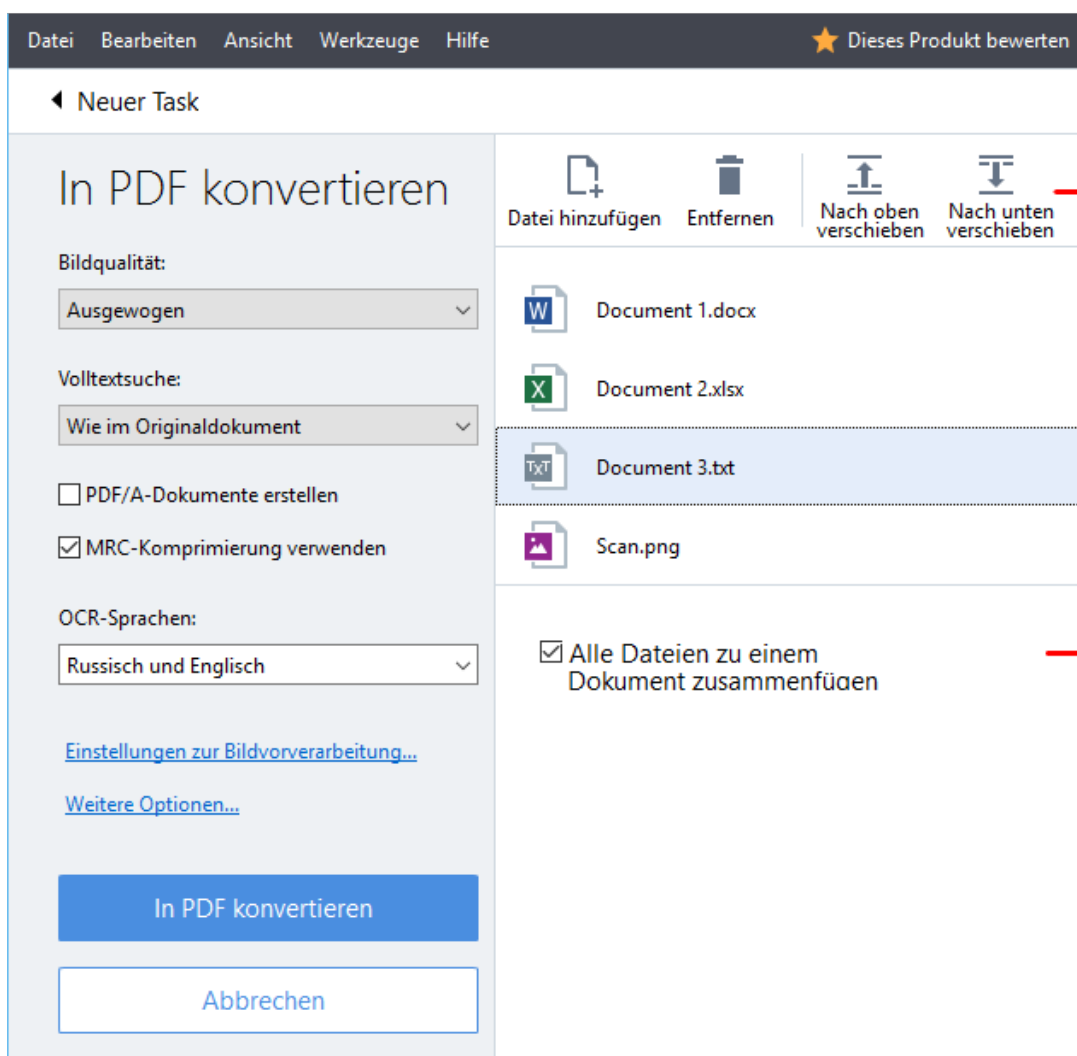 Datei Bearbeiten Ansicht Werkzeuge Hilfe Dieses Produkt bewerten
Neuer Task
In PDF konvertieren
Bildqualität:
Ausgewogen
Volltextsuche:
Wie im Originaldokument
PDF/A-Dokumente erstellen
MRC-Komprimierung verwenden
OCR-Sprachen:
Russisch und Englisch
Einstellungen zur Bildvorverarbeitung...
Weitere Optionen...
In PDF konvertieren
Abbrechen
Datei hinzufügen Entfernen
Nach oben
verschieben
Nach unten
verschieben
W
Document 1.docx
X
Document 2.xlsx
TXT
Document 3.txt
Scan.png
Alle Dateien zu einem
Dokument zusammenfügen